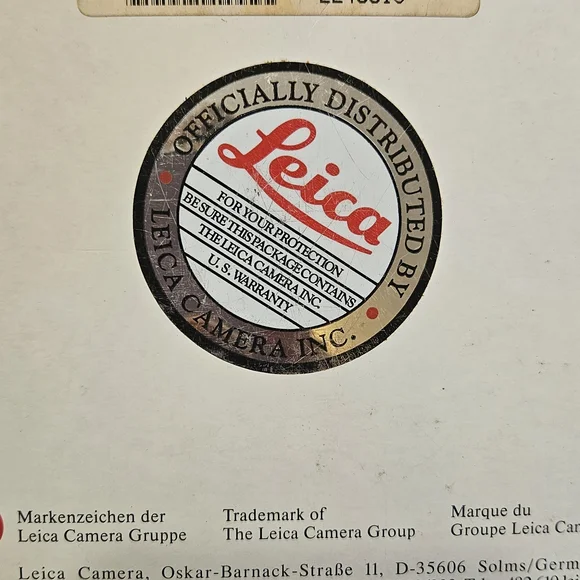 OFFICIALLY DISTRIBUTED BY
Leica
FOR YOUR PROTECTION
BE SURE THIS PACKAGE CONTAINS
THE LEICA CAMERA INC.
U. S. WARRANTY
LEICA CAMERA INC.
Markenzeichen der
Leica Camera Gruppe
Trademark of
The Leica Camera Group
Marque du
Groupe Leica
Leica Camera, Oskar-Barnack-Straße 11, D-35606 Solms/Germ